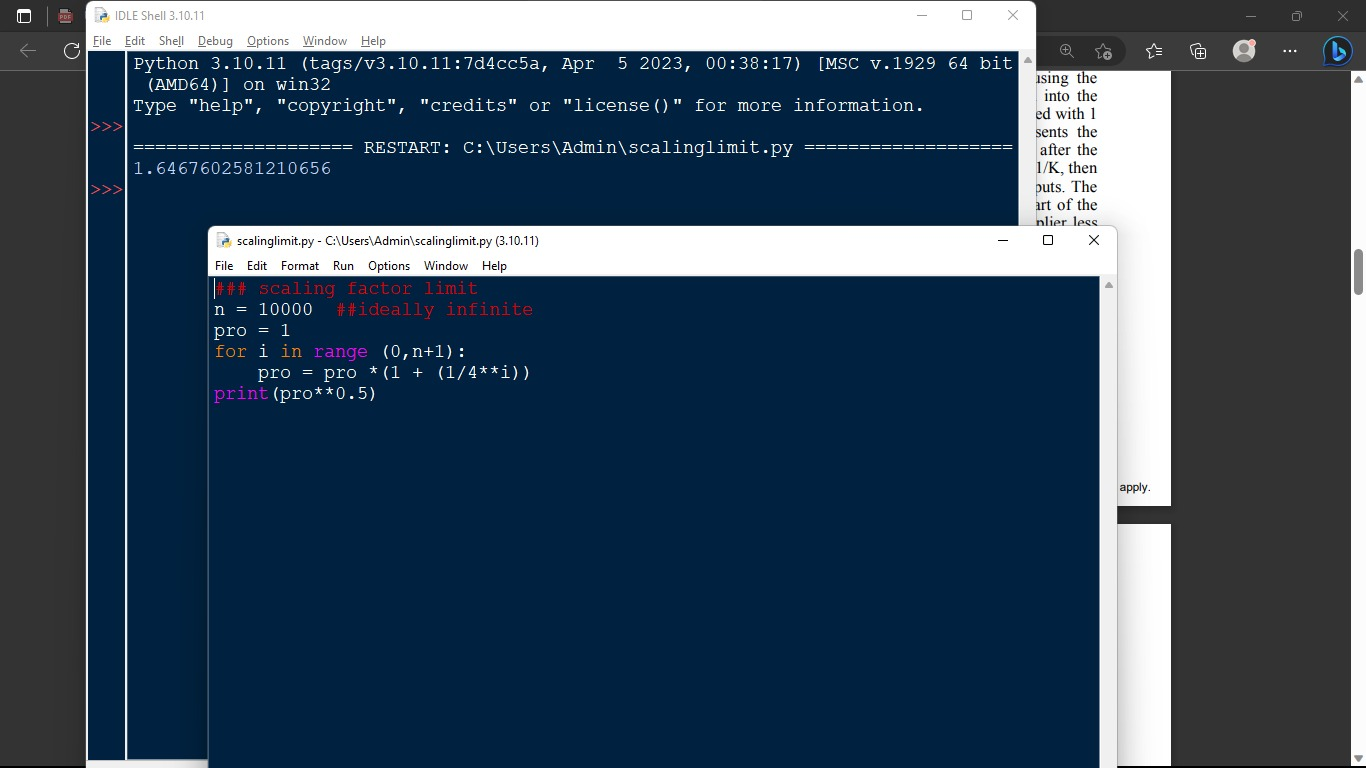 IDLE Shell 3.10.11
File Edit Shell Debug Options Window Help
Python 3.10.11 (tags/v3.10.11:7d4cc5a, Apr  5 2023, 00:38:17) [MSC v.1929 64 bit
(AMD64)] on win32
Type "help", "copyright", "credits" or "license()" for more information.
>>>
==================== RESTART: C:\Users\Admin\scalinglimit.py ===================
1.6467602581210656
>>>
using the
into the
ed with 1
sents the
after the
1/K, then
puts. The
art of the
plier less
scalinglimit.py - C:\Users\Admin\scalinglimit.py (3.10.11)
File Edit Format Run Options Window Help
### scaling factor limit
n = 10000  ##ideally infinite
pro = 1
for i in range (0,n+1):
    pro = pro *(1 + (1/4**i))
print(pro**0.5)
apply.
PDF